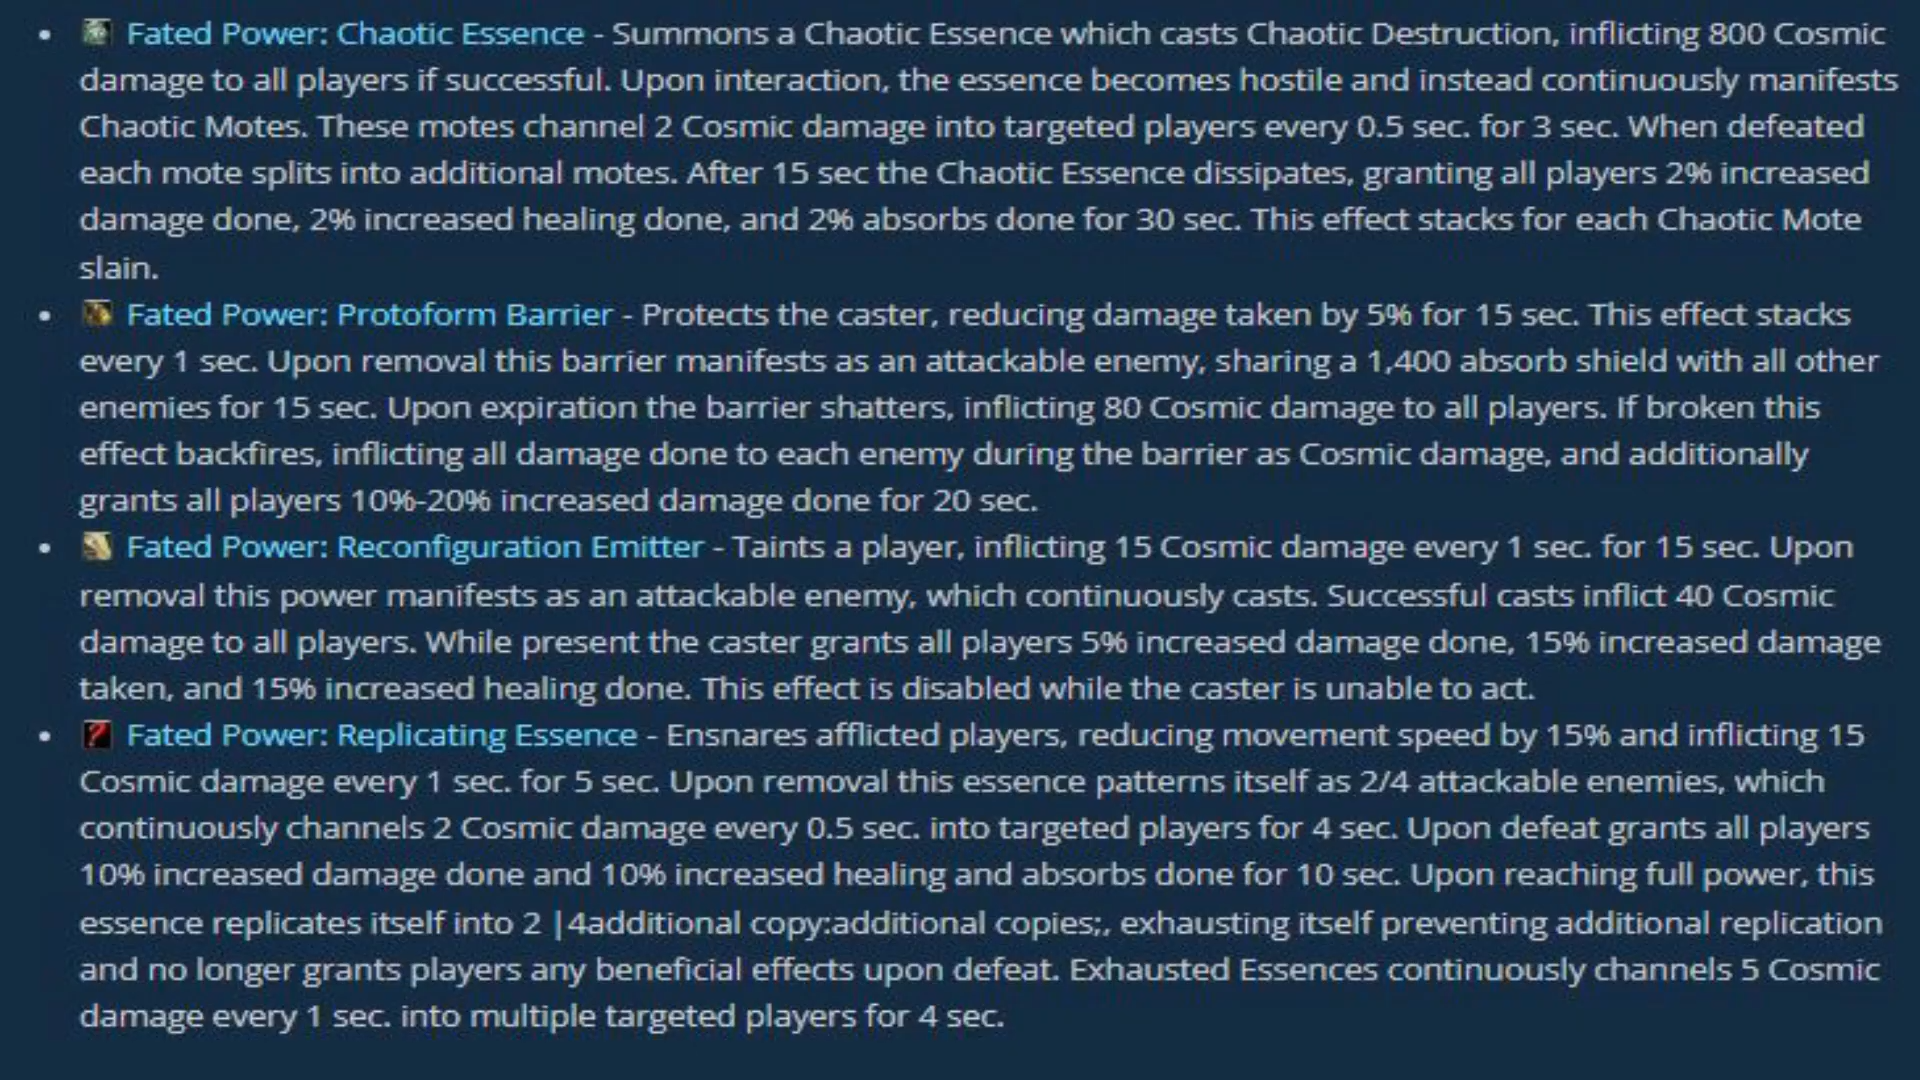 Fated Power: Chaotic Essence - Summons a Chaotic Essence which casts Chaotic Destruction, inflicting 800 Cosmic
damage to all players if successful. Upon interaction, the essence becomes hostile and instead continuously manifests
Chaotic Motes. These motes channel 2 Cosmic damage into targeted players every 0.5 sec. for 3 sec. When defeated
each mote splits into additional motes. After 15 sec the Chaotic Essence dissipates, granting all players 2% increased
damage done, 2% increased healing done, and 2% absorbs done for 30 sec. This effect stacks for each Chaotic Mote
slain.
Fated Power: Protoform Barrier - Protects the caster, reducing damage taken by 5% for 15 sec. This effect stacks
every 1 sec. Upon removal this barrier manifests as an attackable enemy, sharing a 1,400 absorb shield with all other
enemies for 15 sec. Upon expiration the barrier shatters, inflicting 80 Cosmic damage to all players. If broken this
effect backfires, inflicting all damage done to each enemy during the barrier as Cosmic damage, and additionally
grants all players 10%-20% increased damage done for 20 sec.
Fated Power: Reconfiguration Emitter - Taints a player, inflicting 15 Cosmic damage every 1 sec. for 15 sec. Upon
removal this power manifests as an attackable enemy, which continuously casts. Successful casts inflict 40 Cosmic
damage to all players. While present the caster grants all players 5% increased damage done, 15% increased damage
taken, and 15% increased healing done. This effect is disabled while the caster is unable to act.
Fated Power: Replicating Essence - Ensnares afflicted players, reducing movement speed by 15% and inflicting 15
Cosmic damage every 1 sec. for 5 sec. Upon removal this essence patterns itself as 2/4 attackable enemies, which
continuously channels 2 Cosmic damage every 0.5 sec. into targeted players for 4 sec. Upon defeat grants all players
10% increased damage done and 10% increased healing and absorbs done for 10 sec. Upon reaching full power, this
essence replicates itself into 2 |4additional copy:additional copies;, exhausting itself preventing additional replication
and no longer grants players any beneficial effects upon defeat. Exhausted Essences continuously channels 5 Cosmic
damage every 1 sec. into multiple targeted players for 4 sec.